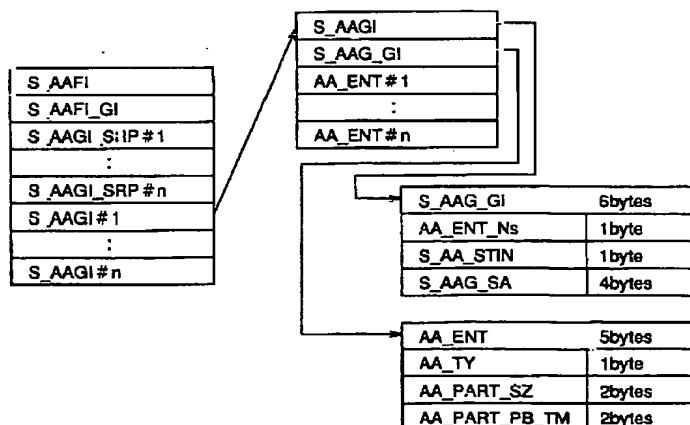 S_AAFI
S_AAFI_GI
S_AAGI_SRP#1
:
S_AAGI_SRP#n
S_AAGI#1
:
S_AAGI#n
S_AAGI
S_AAG_GI
AA_ENT#1
:
AA_ENT#n
S_AAG_GI 6bytes
AA_ENT_Ns 1byte
S_AA_STIN 1byte
S_AAG_SA 4bytes
AA_ENT 5bytes
AA_TY 1byte
AA_PART_SZ 2bytes
AA_PART_PB_TM 2bytes